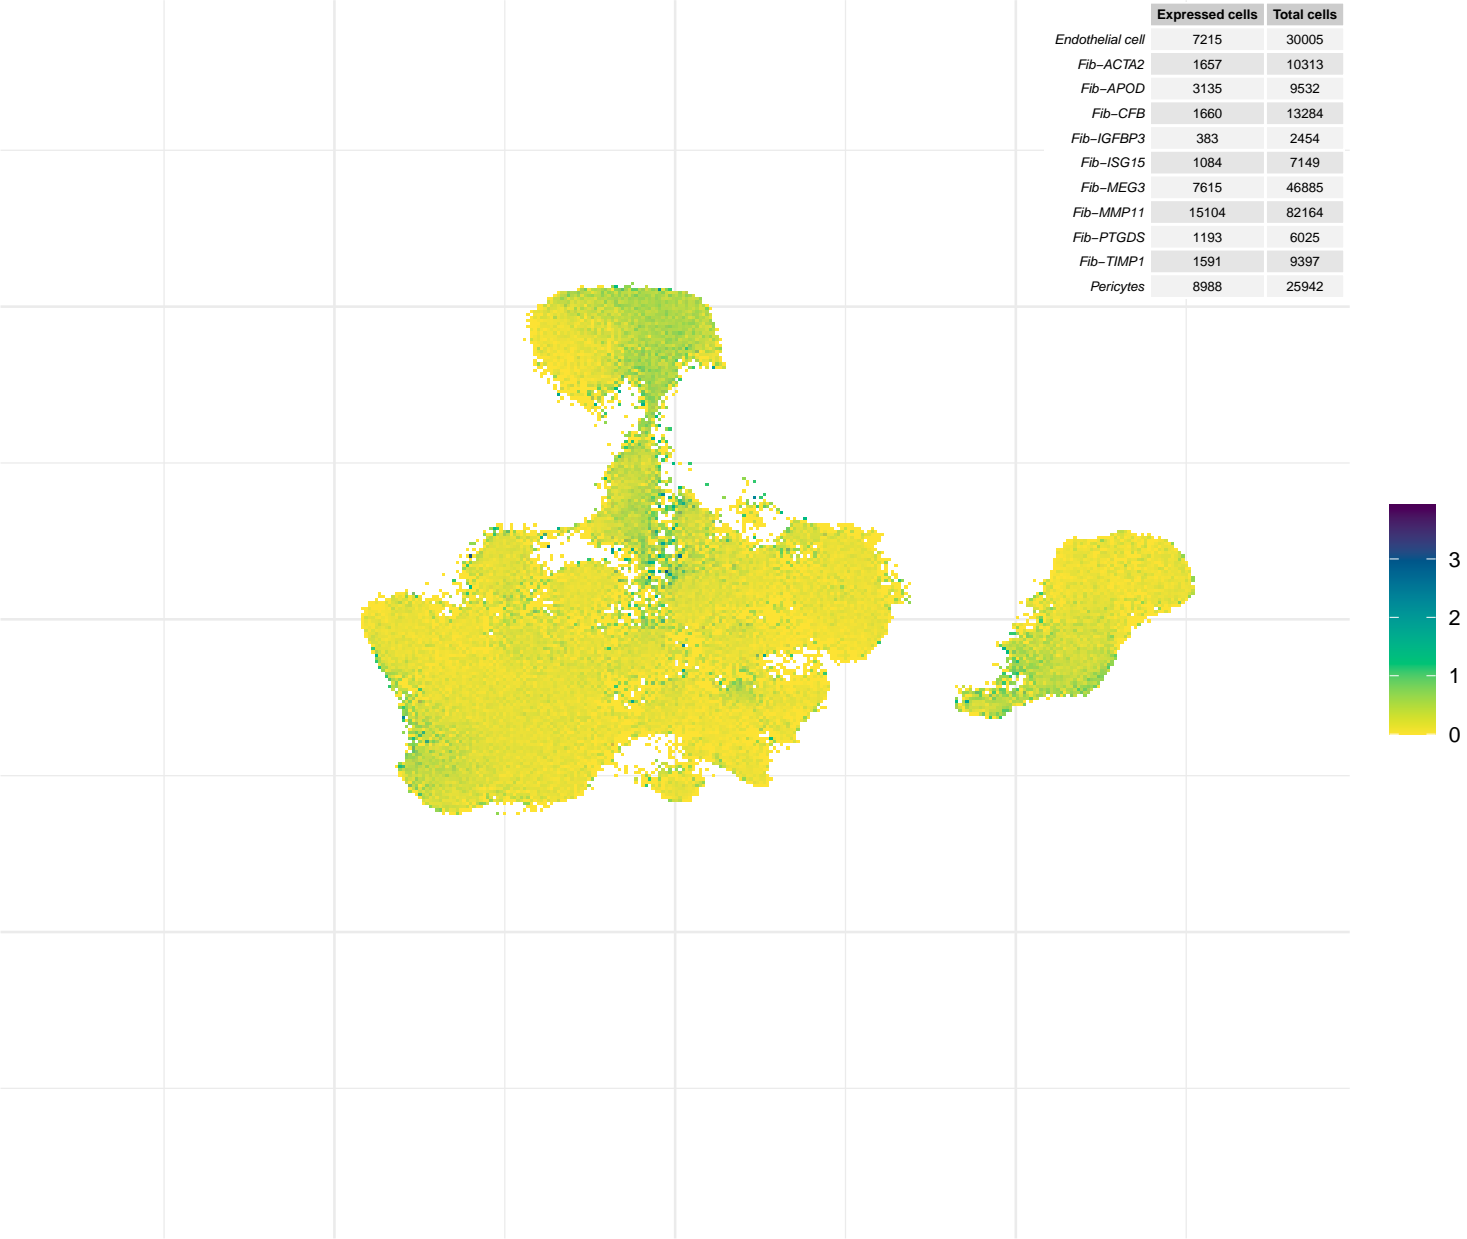 Expressed cells Total cells
Endothelial cell 7215 30005
Fib−ACTA2 1657 10313
Fib−APOD 3135 9532
Fib−CFB 1660 13284
Fib−IGFBP3 383 2454
Fib−ISG15 1084 7149
Fib−MEG3 7615 46885
Fib−MMP11 15104 82164
Fib−PTGDS 1193 6025
Fib−TIMP1 1591 9397
Pericytes 8988 25942
3
2
1
0